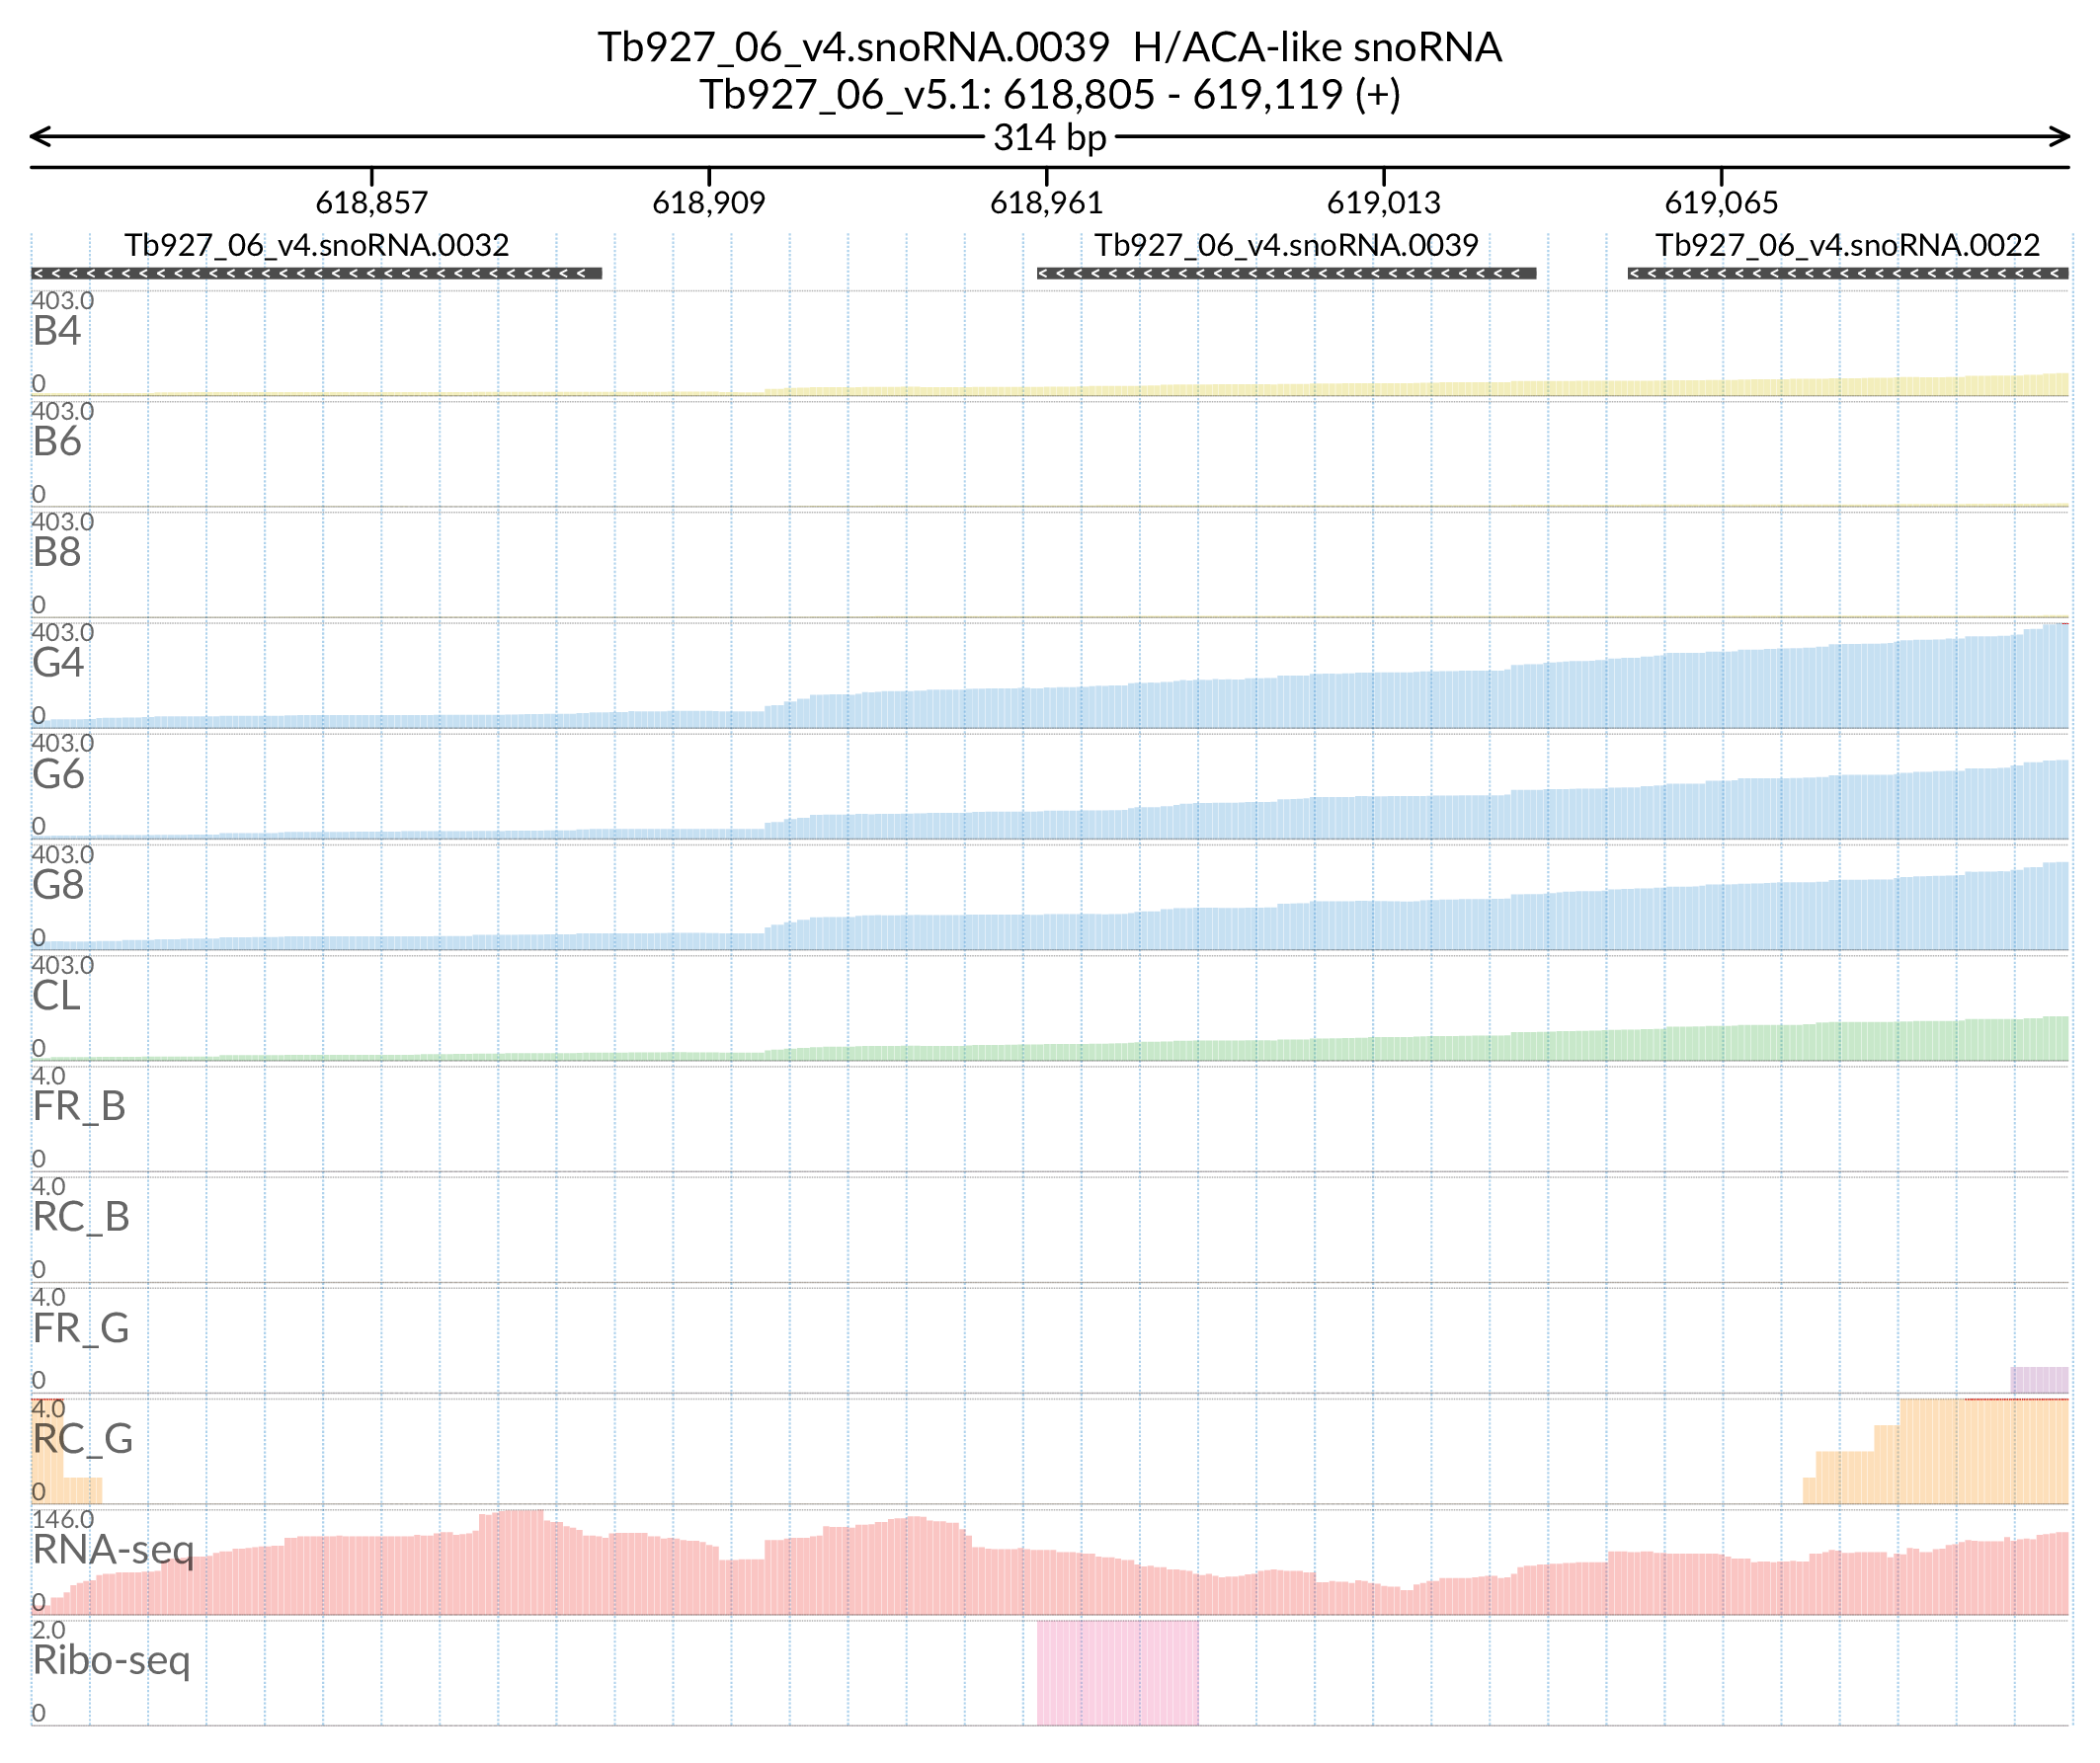 Tb927_06_v4.snoRNA.0039  H/ACA-like snoRNA
Tb927_06_v5.1: 618,805 - 619,119 (+)
314 bp
618,857 618,909 618,961 619,013 619,065
Tb927_06_v4.snoRNA.0032 Tb927_06_v4.snoRNA.0039 Tb927_06_v4.snoRNA.0022
403.0
B4
0
403.0
B6
0
403.0
B8
0
403.0
G4
0
403.0
G6
0
403.0
G8
0
403.0
CL
0
4.0
FR_B
0
4.0
RC_B
0
4.0
FR_G
0
4.0
RC_G
0
146.0
RNA-seq
0
2.0
Ribo-seq
0